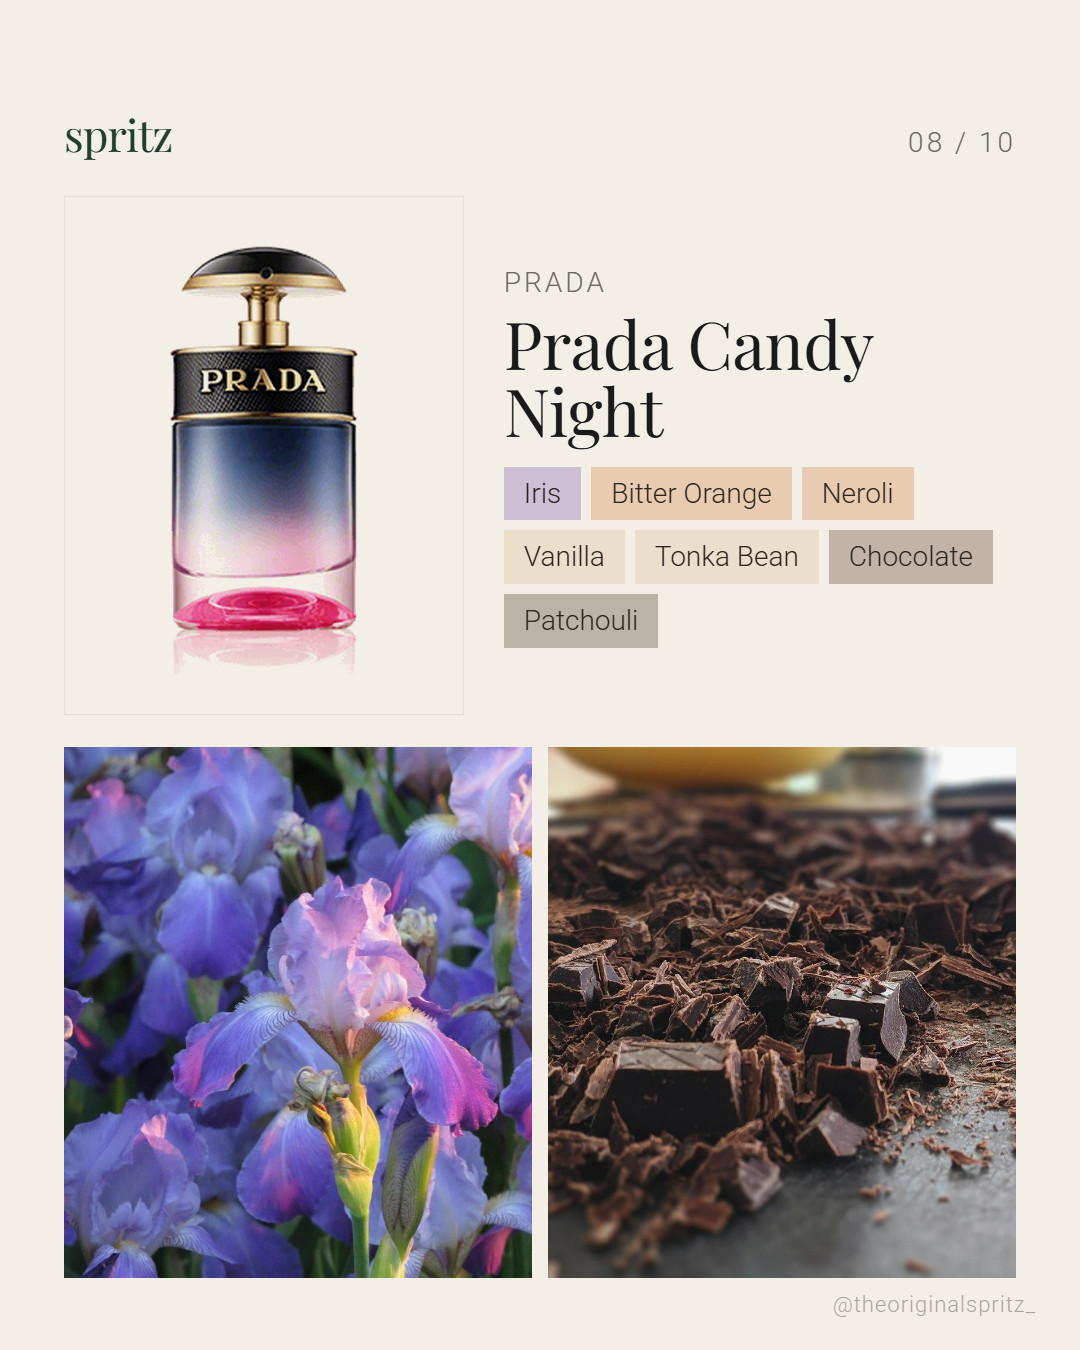 spritz
08 / 10
PRADA
PRADA
Prada Candy
Night
Iris
Bitter Orange
Neroli
Vanilla
Tonka Bean
Chocolate
Patchouli
@theoriginalspritz_